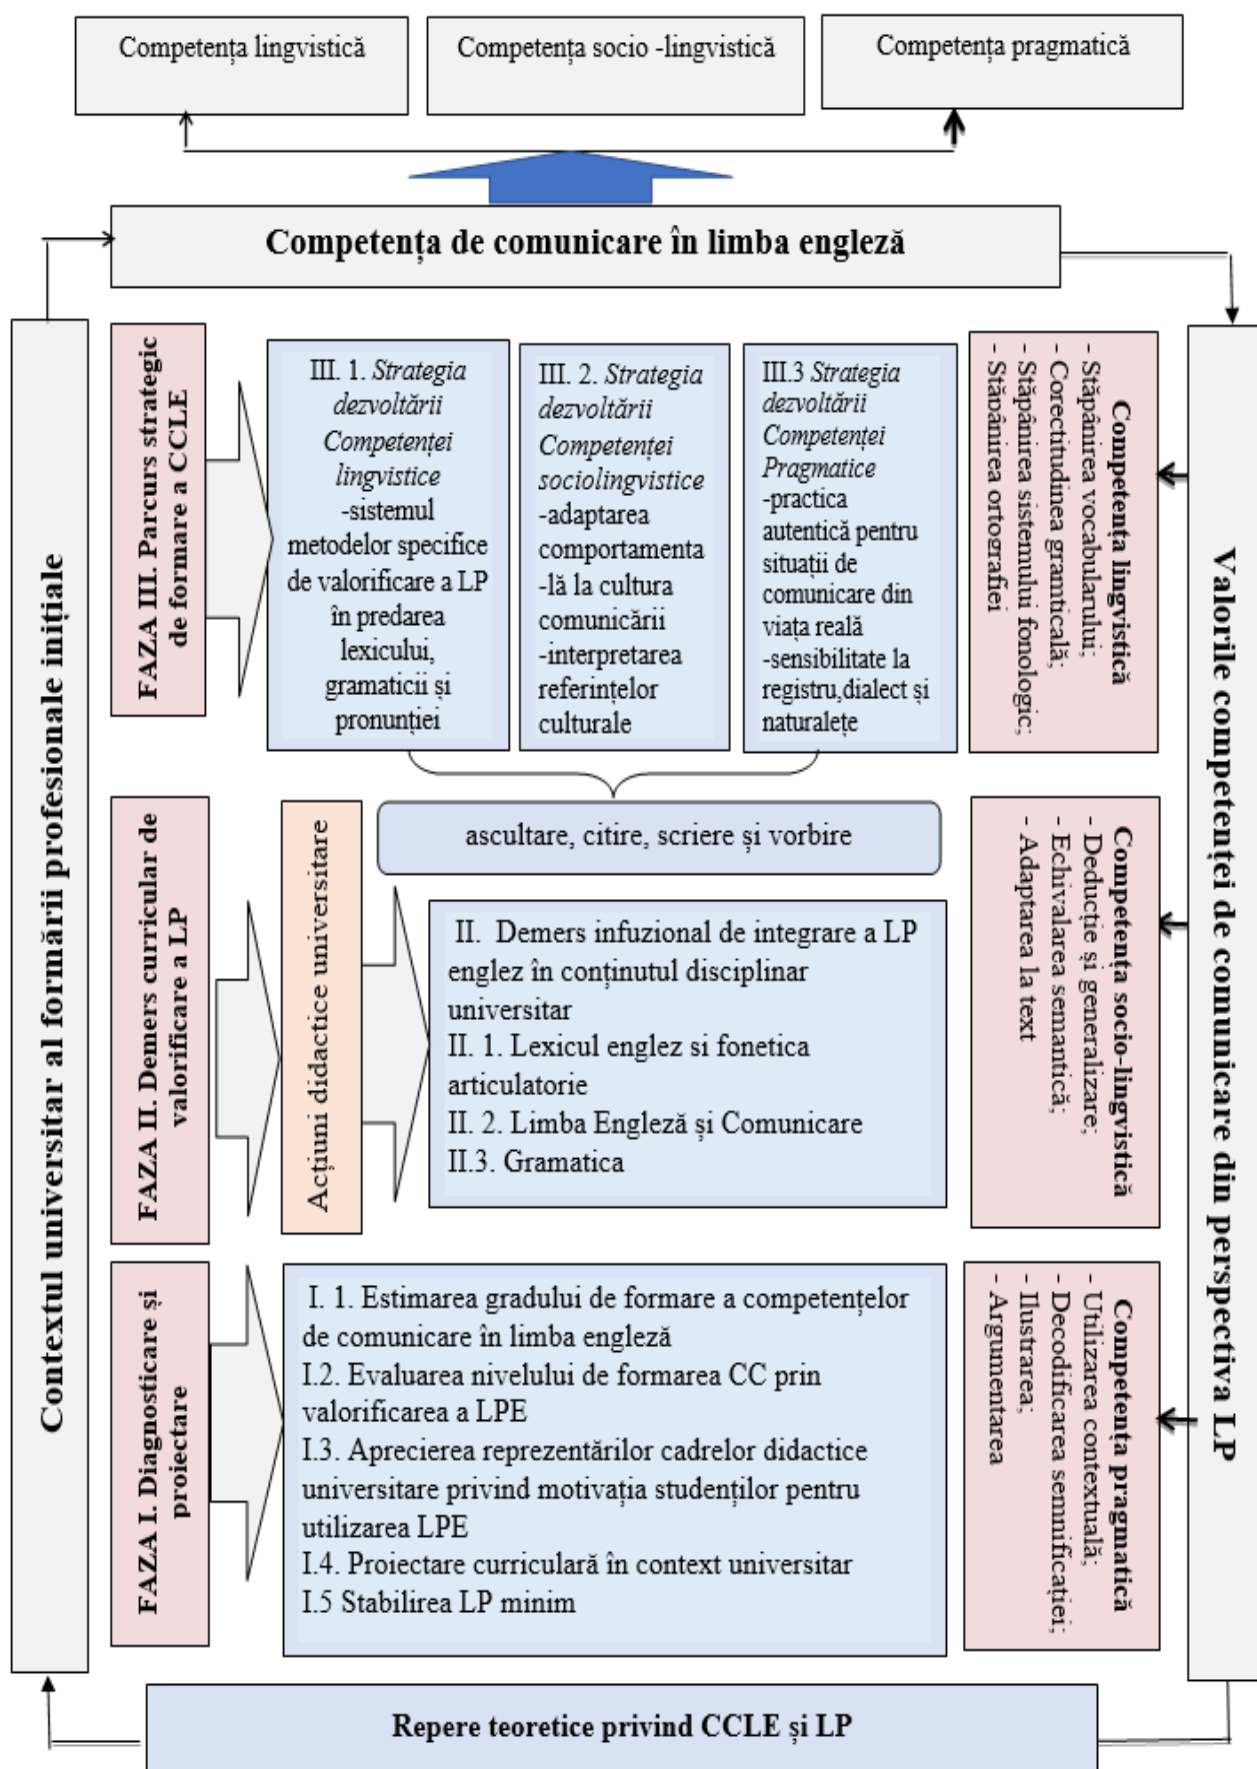 Competența lingvistică
Competența socio -lingvistică
Competența pragmatică
Competența de comunicare în limba engleză
Contextul universitar al formării profesionale inițiale
FAZA III. Parcurs strategic
de formare a CCLE
III. 1. Strategia
dezvoltării
Competenței
lingvistice
-sistemul
metodelor specifice
de valorificare a LP
în predarea
lexicului,
gramaticii și
pronunției
III. 2. Strategia
dezvoltării
Competenței
sociolingvistice
-adaptarea
comportamenta
-lă la cultura
comunicării
-interpretarea
referințelor
culturale
III.3 Strategia
dezvoltării
Competenței
Pragmatice
-practica
autentică pentru
situații de
comunicare din
viața reală
-sensibilitate la
registru,dialect și
naturalețe
Competența lingvistică
- Stăpânirea vocabularului;
- Corectitudinea gramticală;
- Stăpânirea sistemului fonologic;
- Stăpânirea ortografiei
Valorile competenței de comunicare din perspectiva LP
ascultare, citire, scriere și vorbire
FAZA II. Demers curricular de
valorificare a LP
Acțiuni didactice universitare
II. Demers infuzional de integrare a LP
englez în conținutul disciplinar
universitar
II. 1. Lexicul englez si fonetica
articulatorie
II. 2. Limba Engleză și Comunicare
II.3. Gramatica
Competența socio-lingvistică
- Deducție și generalizare;
- Echivalarea semantică;
- Adaptarea la text
FAZA I. Diagnosticare și
proiectare
I. 1. Estimarea gradului de formare a competențelor
de comunicare în limba engleză
I.2. Evaluarea nivelului de formarea CC prin
valorificarea a LPE
I.3. Aprecierea reprezentărilor cadrelor didactice
universitare privind motivația studenților pentru
utilizarea LPE
I.4. Proiectare curriculară în context universitar
I.5 Stabilirea LP minim
Competența pragmatică
- Utilizarea contextuală;
- Decodificarea semnificației;
- Ilustrarea;
- Argumentarea
Repere teoretice privind CCLE și LP